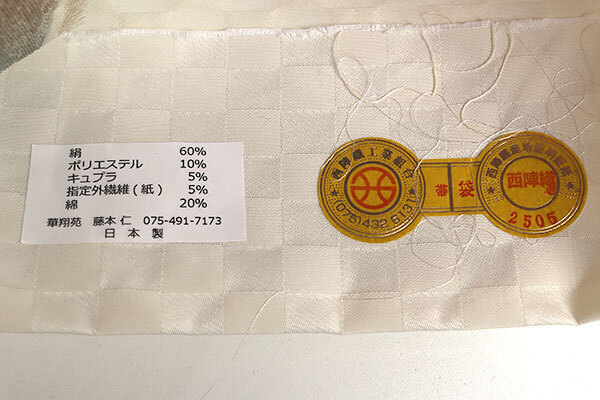 絹 60%
ポリエステル 10%
キュプラ 5%
指定外繊維(紙) 5%
綿 20%
華翔苑 藤本 仁 075-491-7173
日 本 製
西陣織工業組合
(075)432 6131
袋帯
西陣織
2505